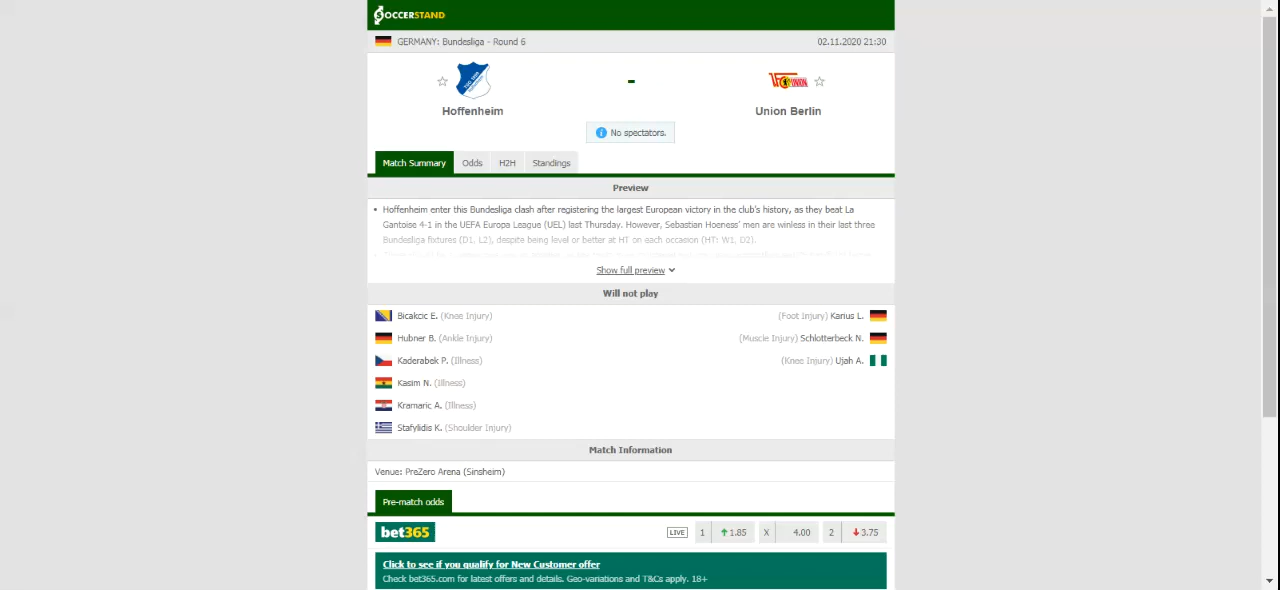 SOCCERSTAND
GERMANY: Bundesliga - Round 6 02.11.2020 21:30
-
Hoffenheim Union Berlin
No spectators.
Match Summary Odds H2H Standings
Preview
• Hoffenheim enter this Bundesliga clash after registering the largest European victory in the club's history, as they beat La
Gantoise 4-1 in the UEFA Europa League (UEL) last Thursday. However, Sebastian Hoeness' men are winless in their last three
Bundesliga fixtures (D1, L2), despite being level or better at HT on each occasion (HT: W1, D2).
Show full preview
Will not play
Bicakcic E. (Knee Injury) (Foot Injury) Karius L.
Hubner B. (Ankle Injury) (Muscle Injury) Schlotterbeck N.
Kaderabek P. (Illness) (Knee Injury) Ujah A.
Kasim N. (Illness)
Kramaric A. (Illness)
Stafylidis K. (Shoulder Injury)
Match Information
Venue: PreZero Arena (Sinsheim)
Pre-match odds
bet365 LIVE 1 1.85 X 4.00 2 3.75
Click to see if you qualify for New Customer offer
Check bet365.com for latest offers and details. Geo-variations and T&Cs apply. 18+